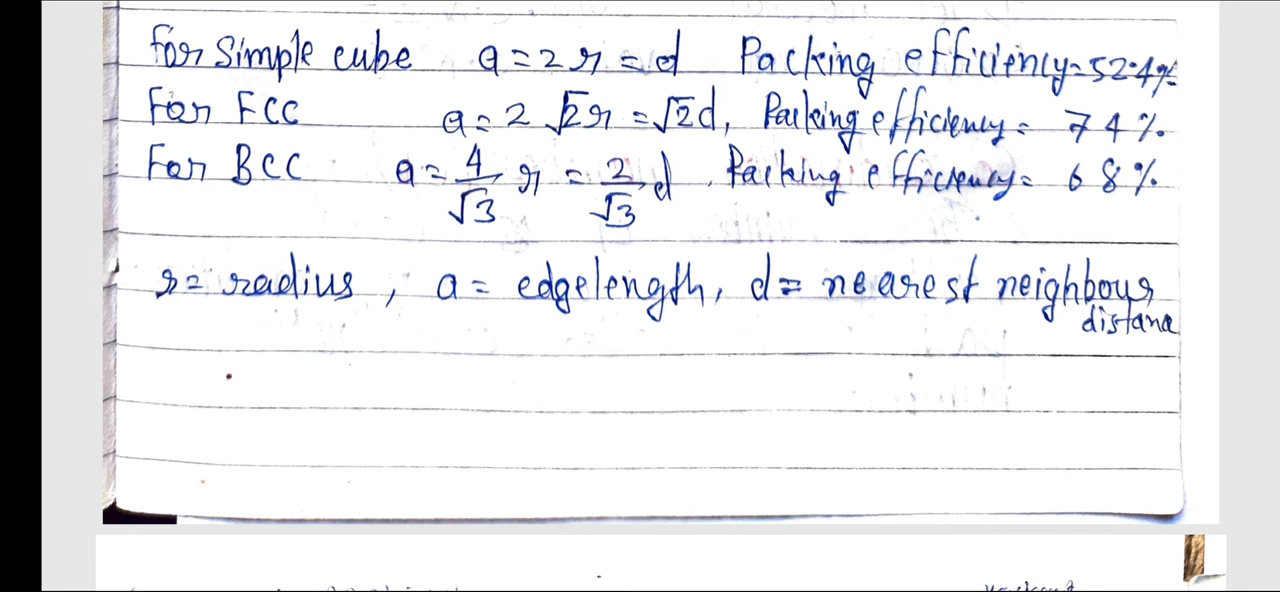 For Simple cube a = 2r = d Packing efficiency = 52.4%
For FCC a = 2√2r = √2d, Packing efficiency = 74%.
For BCC a = 4/√3 r = 2/√3 d, Packing efficiency = 68%.
r = radius, a = edgelength, d = nearest neighbour
distance